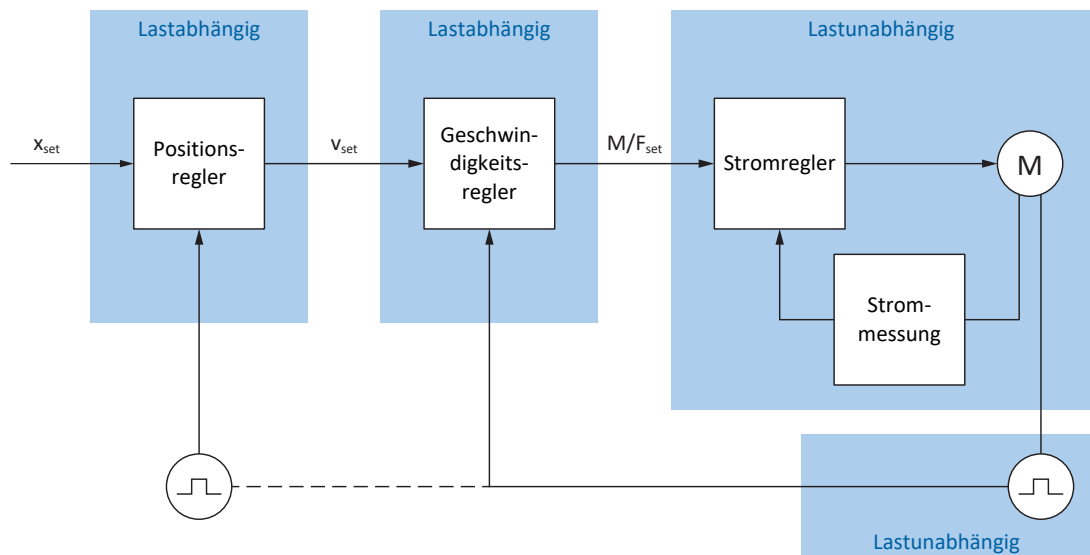 Lastabhängig
Lastabhängig
Lastunabhängig
x_set
Positions-
regler
v_set
Geschwin-
digkeits-
regler
M/F_set
Stromregler
M
Strom-
messung
Lastunabhängig